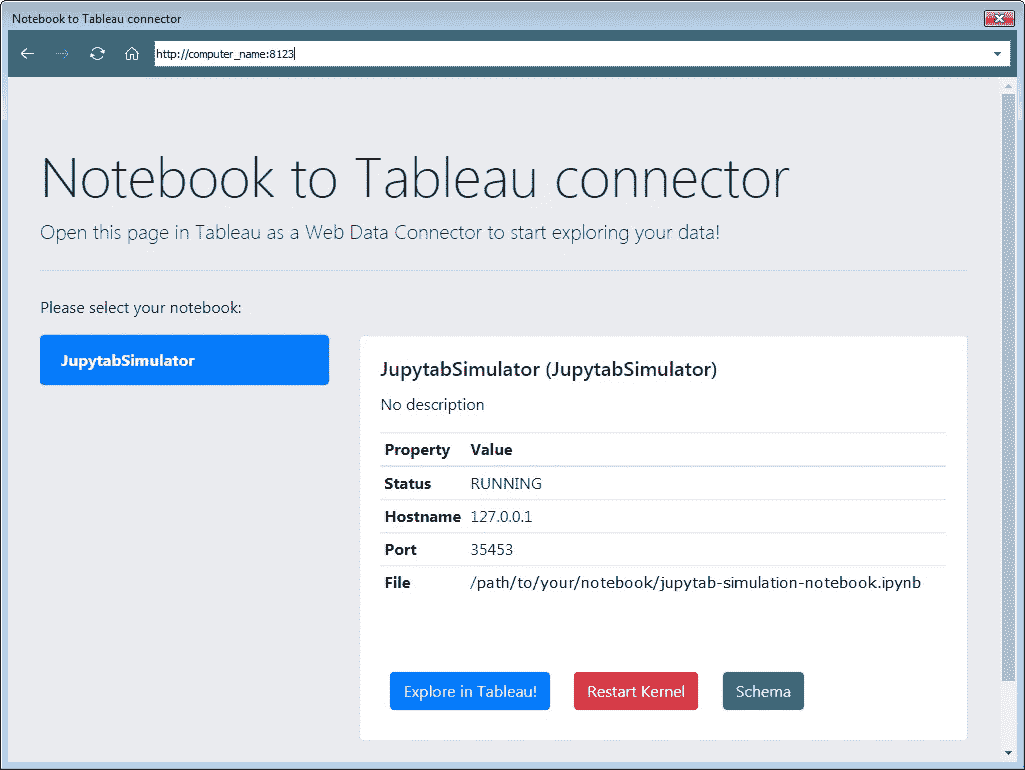 Notebook to Tableau connector
http://computer_name:8123
Notebook to Tableau connector
Open this page in Tableau as a Web Data Connector to start exploring your data!
Please select your notebook:
JupytabSimulator
JupytabSimulator (JupytabSimulator)
No description
Property Value
Status RUNNING
Hostname 127.0.0.1
Port 35453
File /path/to/your/notebook/jupytab-simulation-notebook.ipynb
Explore in Tableau! Restart Kernel Schema